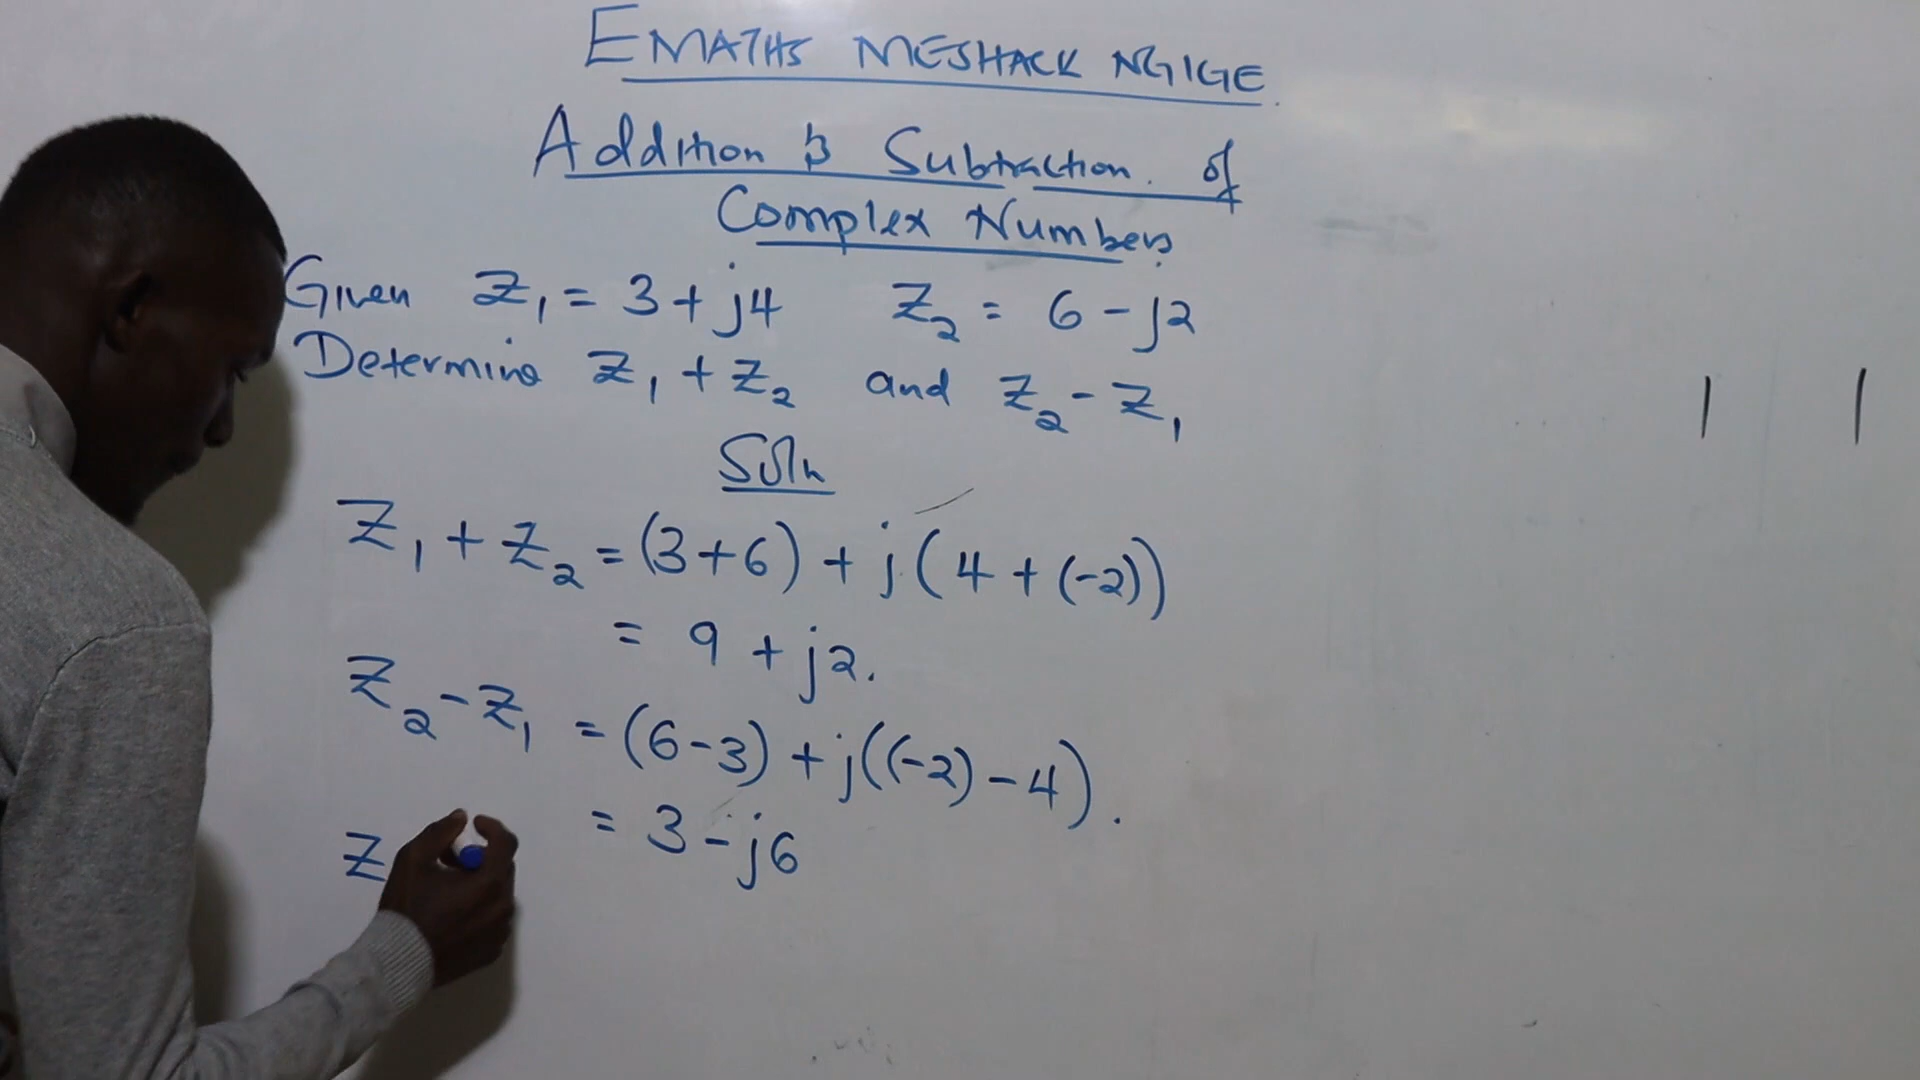 EMATHS MESHACK NGIGE
Addition & Subtraction of
Complex Numbers
Given Z₁ = 3 + j4 Z₂ = 6 - j2
Determine Z₁ + Z₂ and Z₂ - Z₁
Soln
Z₁ + Z₂ = (3+6) + j(4 + (-2))
= 9 + j2.
Z₂ - Z₁ = (6-3) + j((-2) - 4).
= 3 - j6
Z